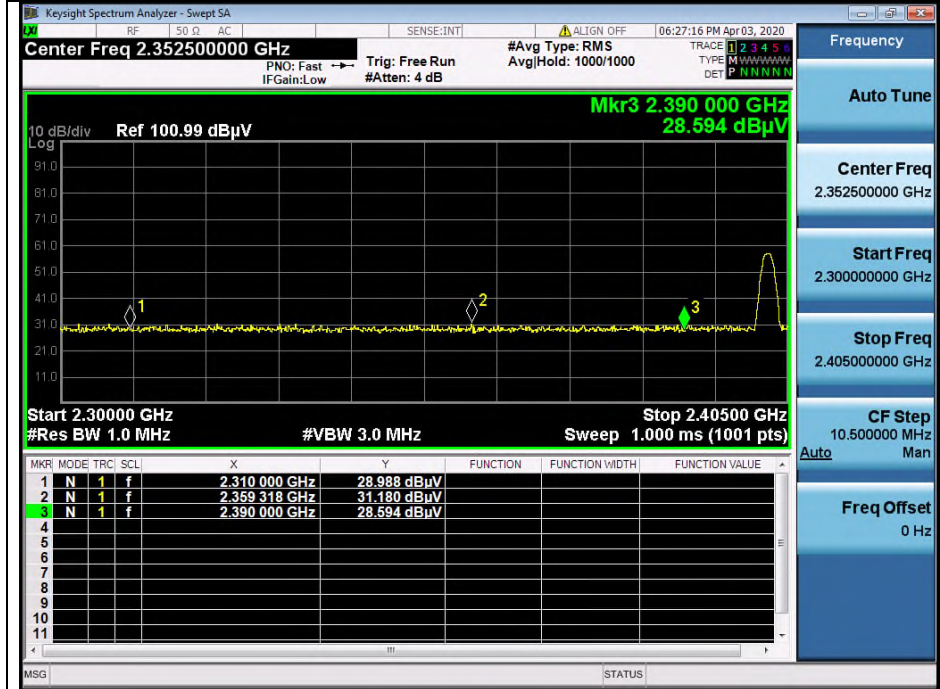 Keysight Spectrum Analyzer - Swept SA
LXI
RF
50 Ω
AC
SENSE:INT
ALIGN OFF
06:27:16 PM Apr 03, 2020
Center Freq 2.352500000 GHz
PNO: Fast
IFGain:Low
Trig: Free Run
#Atten: 4 dB
#Avg Type: RMS
Avg|Hold: 1000/1000
TRACE 1 2 3 4 5 6
TYPE M WWWWW
DET P N N N N N
Mkr3 2.390 000 GHz
28.594 dBµV
10 dB/div
Log
Ref 100.99 dBµV
91.0
81.0
71.0
61.0
51.0
41.0
31.0
21.0
11.0
1
2
3
Start 2.30000 GHz
Stop 2.40500 GHz
#Res BW 1.0 MHz
#VBW 3.0 MHz
Sweep 1.000 ms (1001 pts)
MKR MODE TRC SCL X Y FUNCTION FUNCTION WIDTH FUNCTION VALUE
1 N 1 f 2.310 000 GHz 28.988 dBµV
2 N 1 f 2.359 318 GHz 31.180 dBµV
3 N 1 f 2.390 000 GHz 28.594 dBµV
4
5
6
7
8
9
10
11
MSG
STATUS
Frequency
Auto Tune
Center Freq
2.352500000 GHz
Start Freq
2.300000000 GHz
Stop Freq
2.405000000 GHz
CF Step
10.500000 MHz
Auto Man
Freq Offset
0 Hz